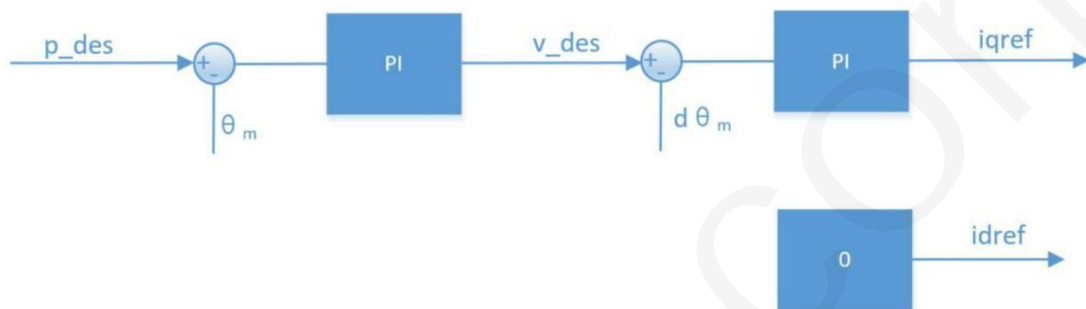 p_des
+
-
θ m
PI
v_des
+
-
d θ m
PI
iqref
0
idref